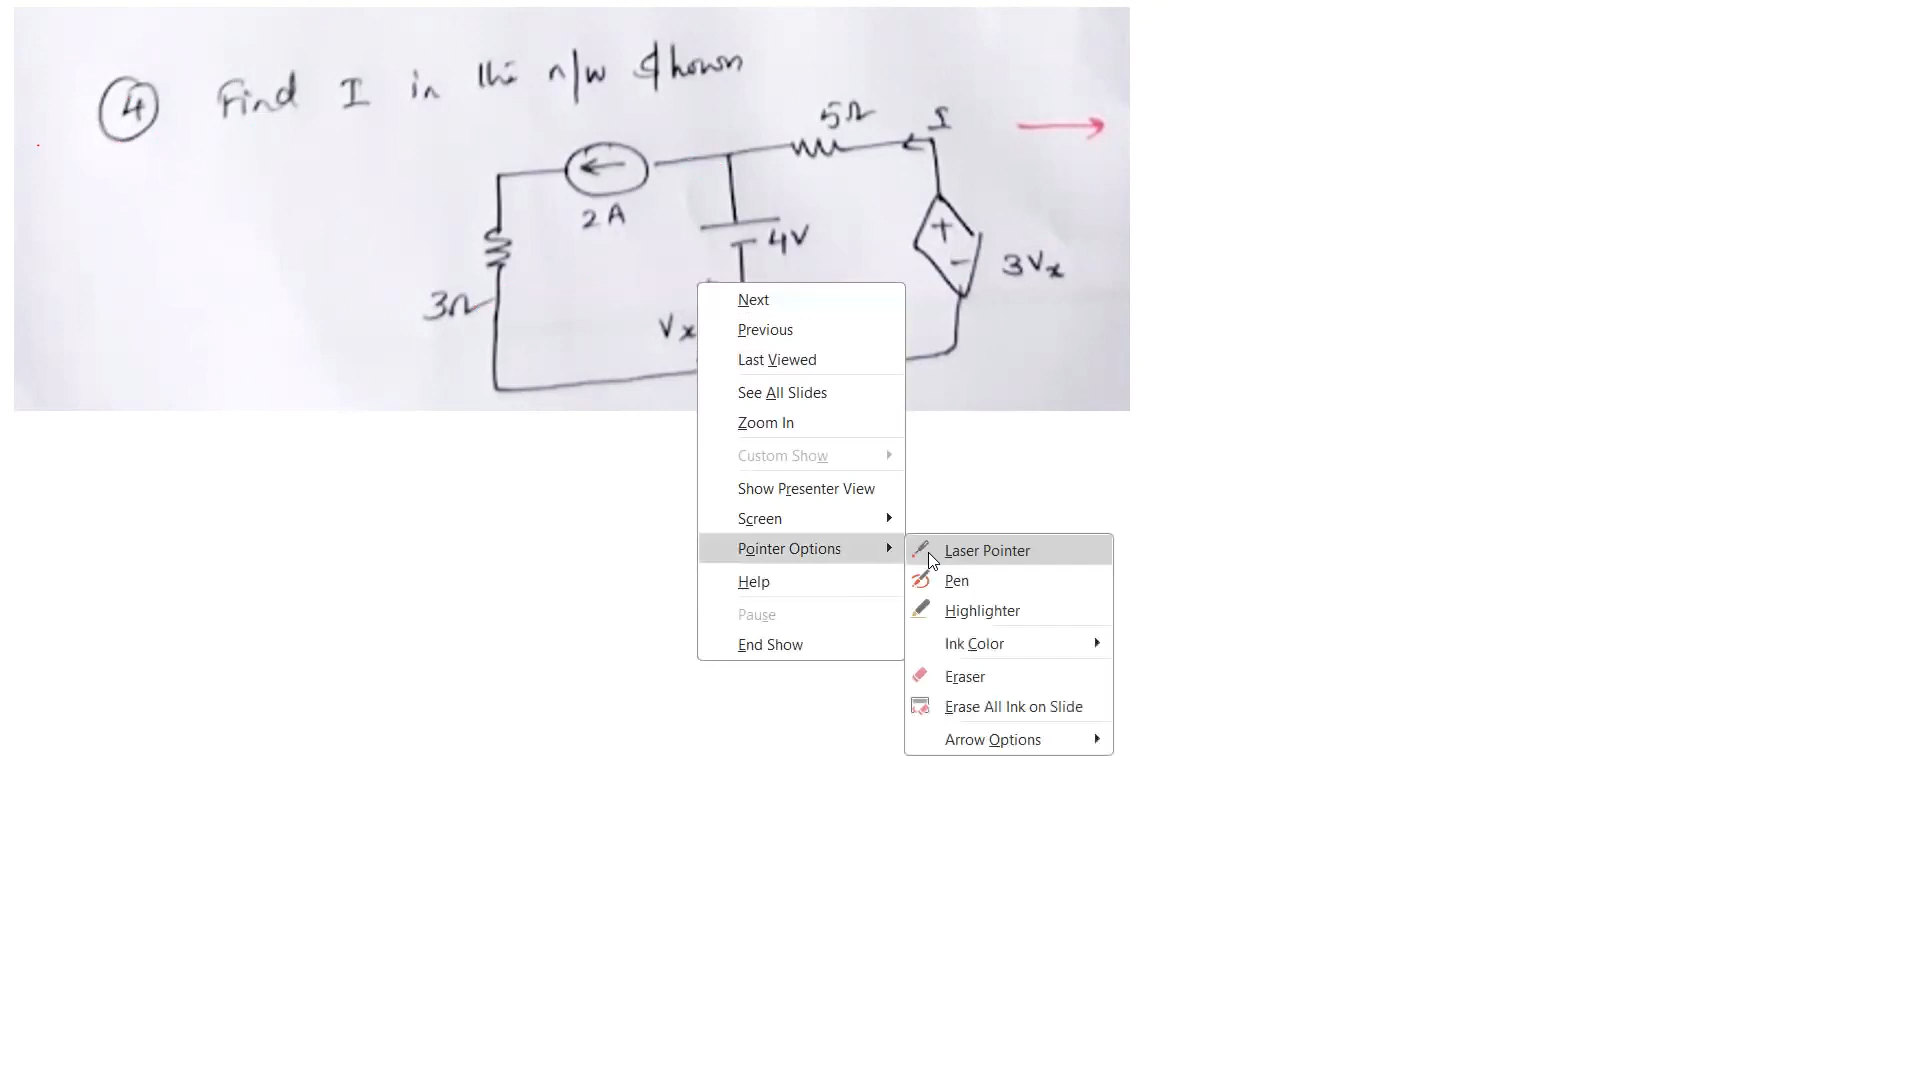 4 Find I in the n/w shown
5Ω I
2A
4V
3Vx
3Ω
Vx
Next
Previous
Last Viewed
See All Slides
Zoom In
Custom Show
Show Presenter View
Screen
Pointer Options
Help
Pause
End Show
Laser Pointer
Pen
Highlighter
Ink Color
Eraser
Erase All Ink on Slide
Arrow Options